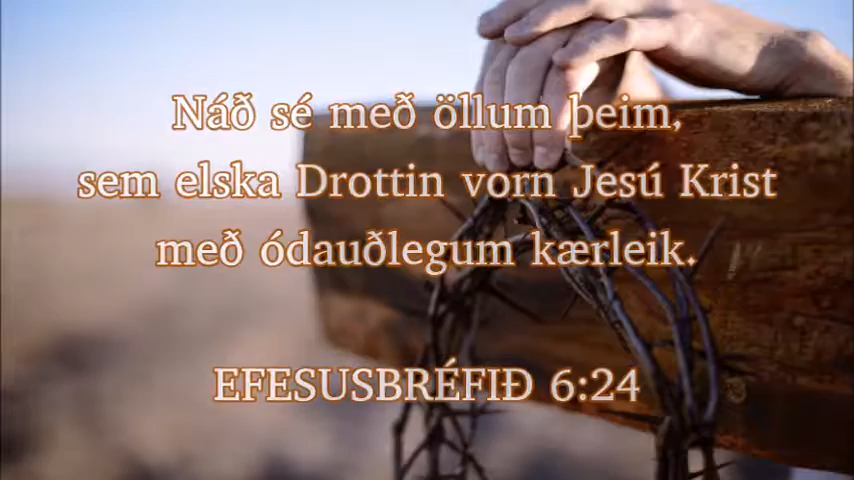 Náð sé með öllum þeim,
sem elska Drottin vorn Jesú Krist
með ódauðlegum kærleik.
EFESUSBRÉFIÐ 6:24